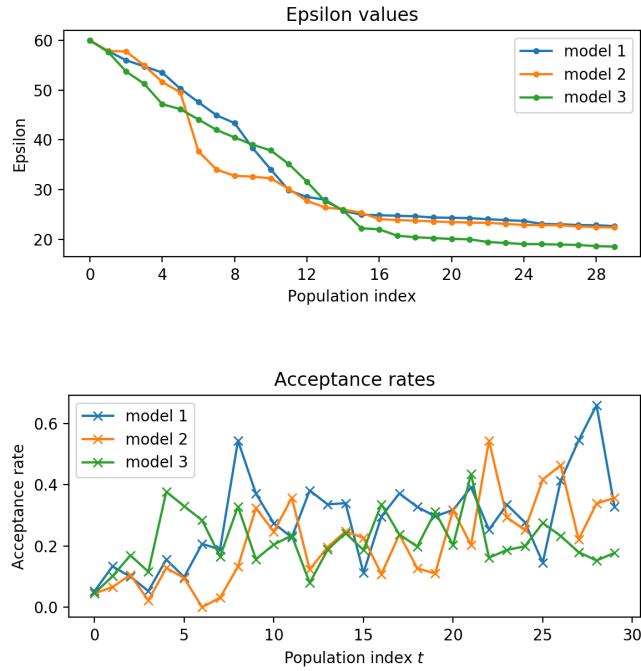 Epsilon values
60
50
40
30
20
Epsilon
model 1
model 2
model 3
0 4 8 12 16 20 24 28
Population index
Acceptance rates
0.6
0.4
0.2
0.0
Acceptance rate
model 1
model 2
model 3
0 5 10 15 20 25 30
Population index t